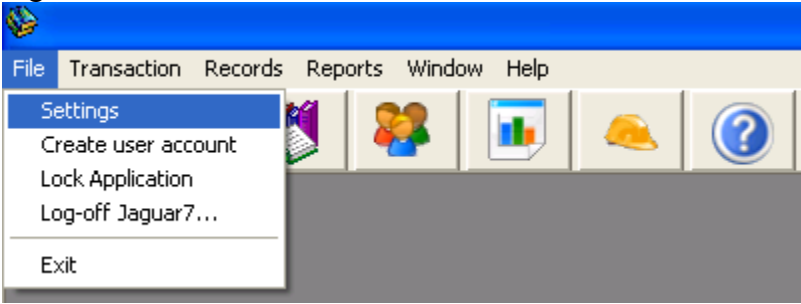 File Transaction Records Reports Window Help
Settings
Create user account
Lock Application
Log-off Jaguar7...
Exit